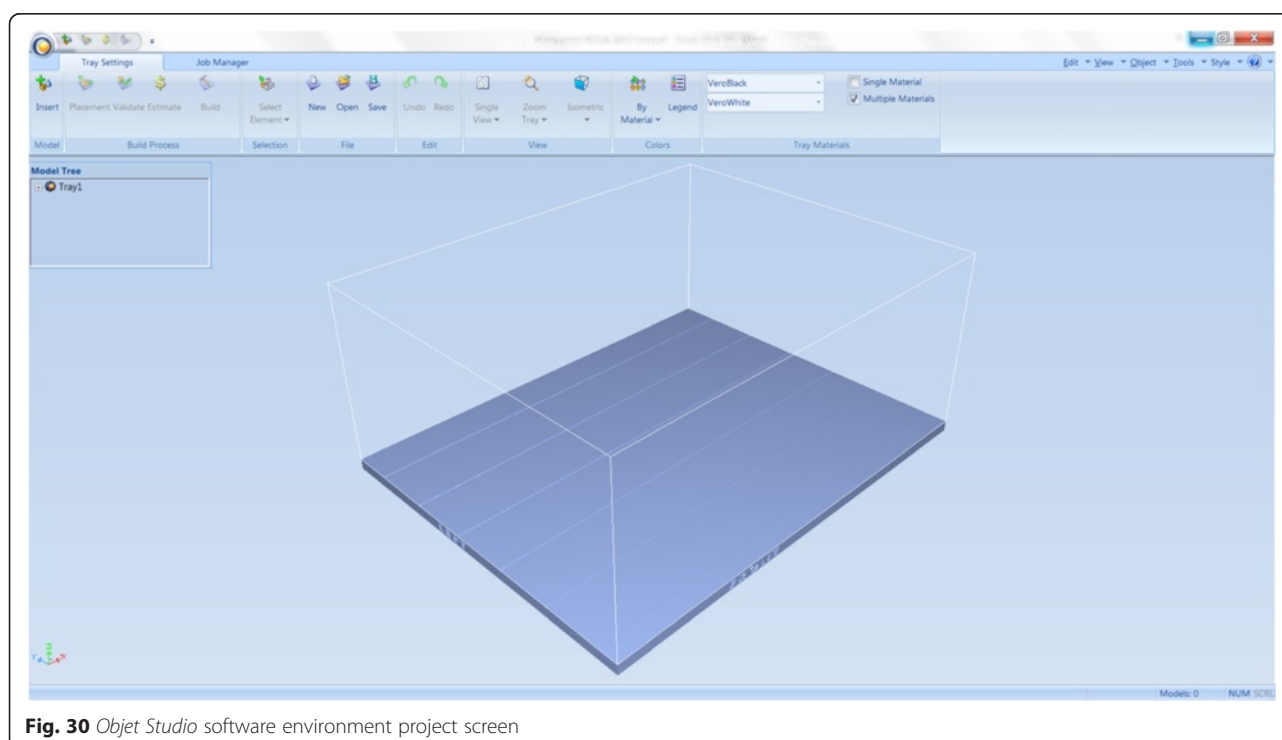 Tray Settings Job Manager Edit View Object Tools Style
Insert Placement Validate Estimate Build Select Element New Open Save Undo Redo Single View Zoom Tray Isometric By Material Legend VeroBlack Single Material
VeroWhite Multiple Materials
Model Build Process Selection File Edit View Colors Tray Materials
Model Tree
Tray1
Models: 0 NUM SCRL
Fig. 30 Objet Studio software environment project screen